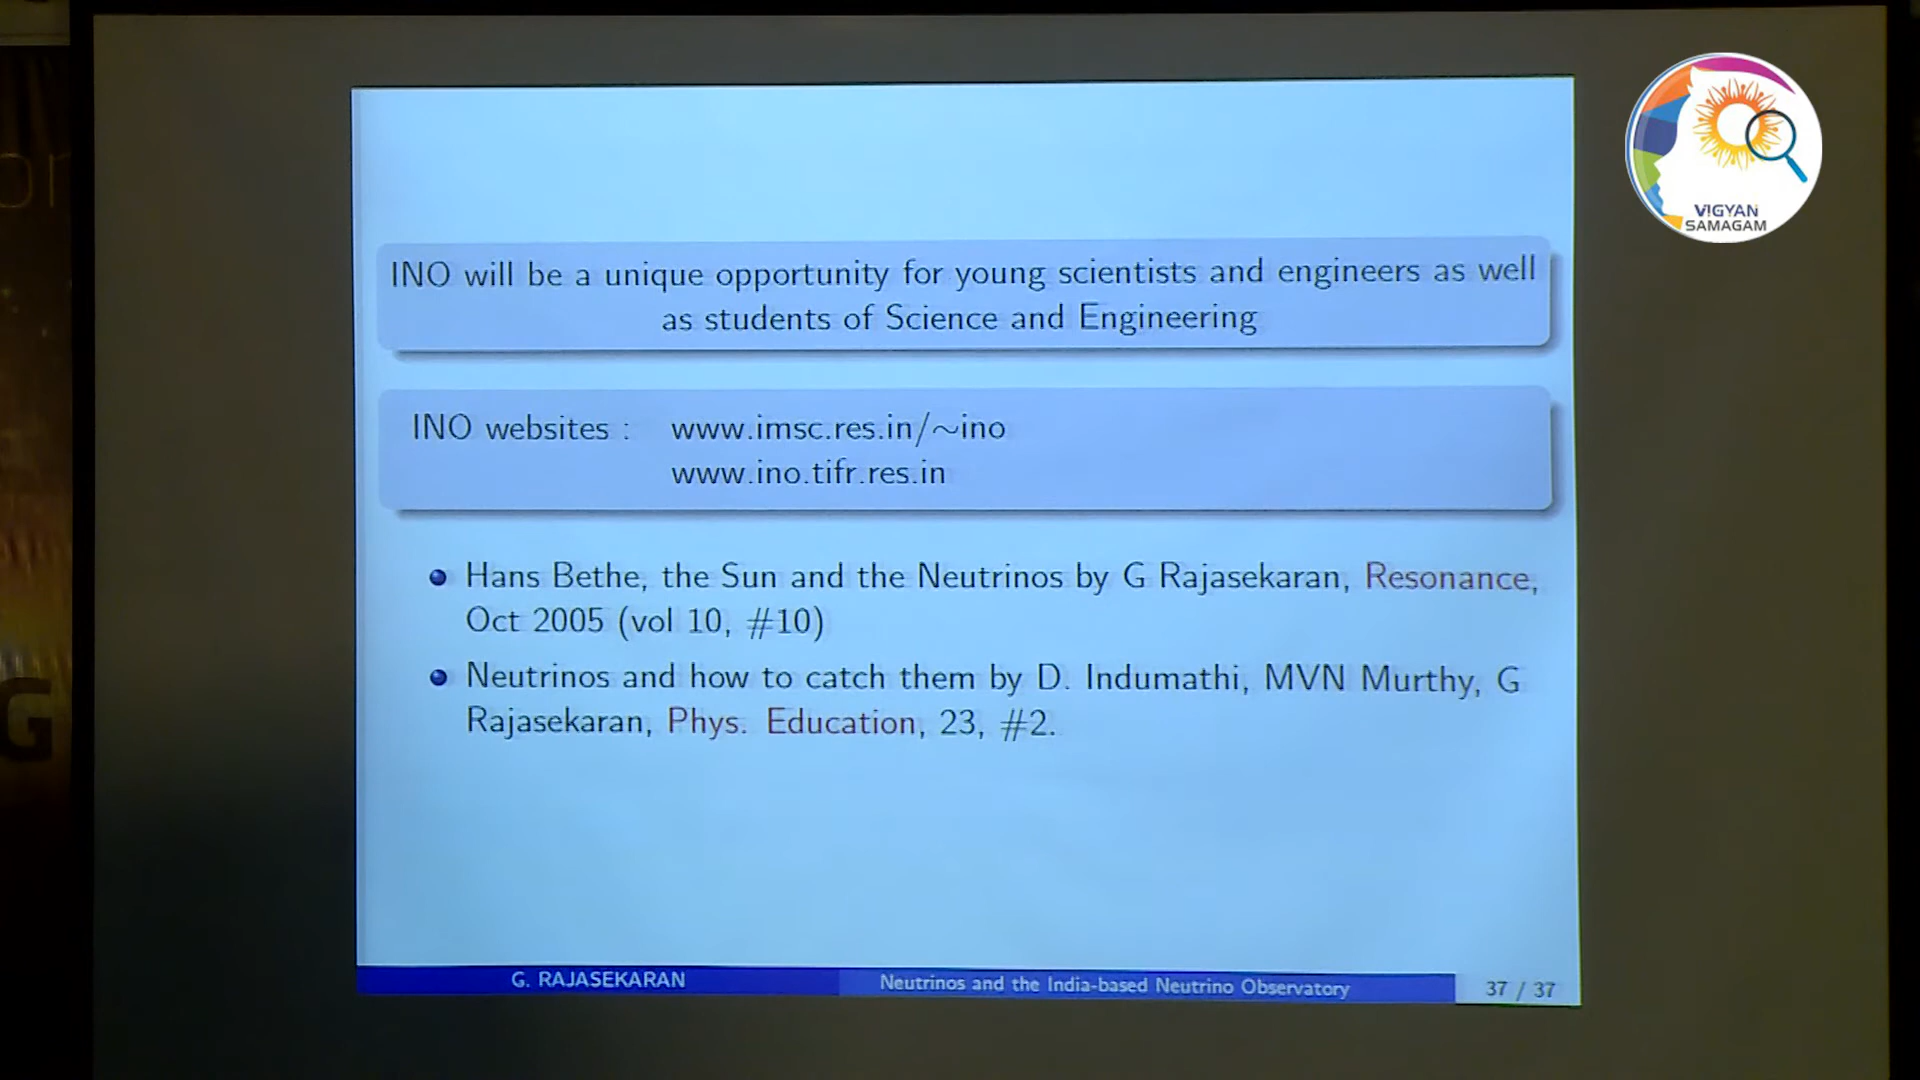 VIGYAN
SAMAGAM
INO will be a unique opportunity for young scientists and engineers as well
as students of Science and Engineering
INO websites : www.imsc.res.in/~ino
www.ino.tifr.res.in
Hans Bethe, the Sun and the Neutrinos by G Rajasekaran, Resonance,
Oct 2005 (vol 10, #10)
Neutrinos and how to catch them by D. Indumathi, MVN Murthy, G
Rajasekaran, Phys. Education, 23, #2.
G. RAJASEKARAN Neutrinos and the India-based Neutrino Observatory 37 / 37